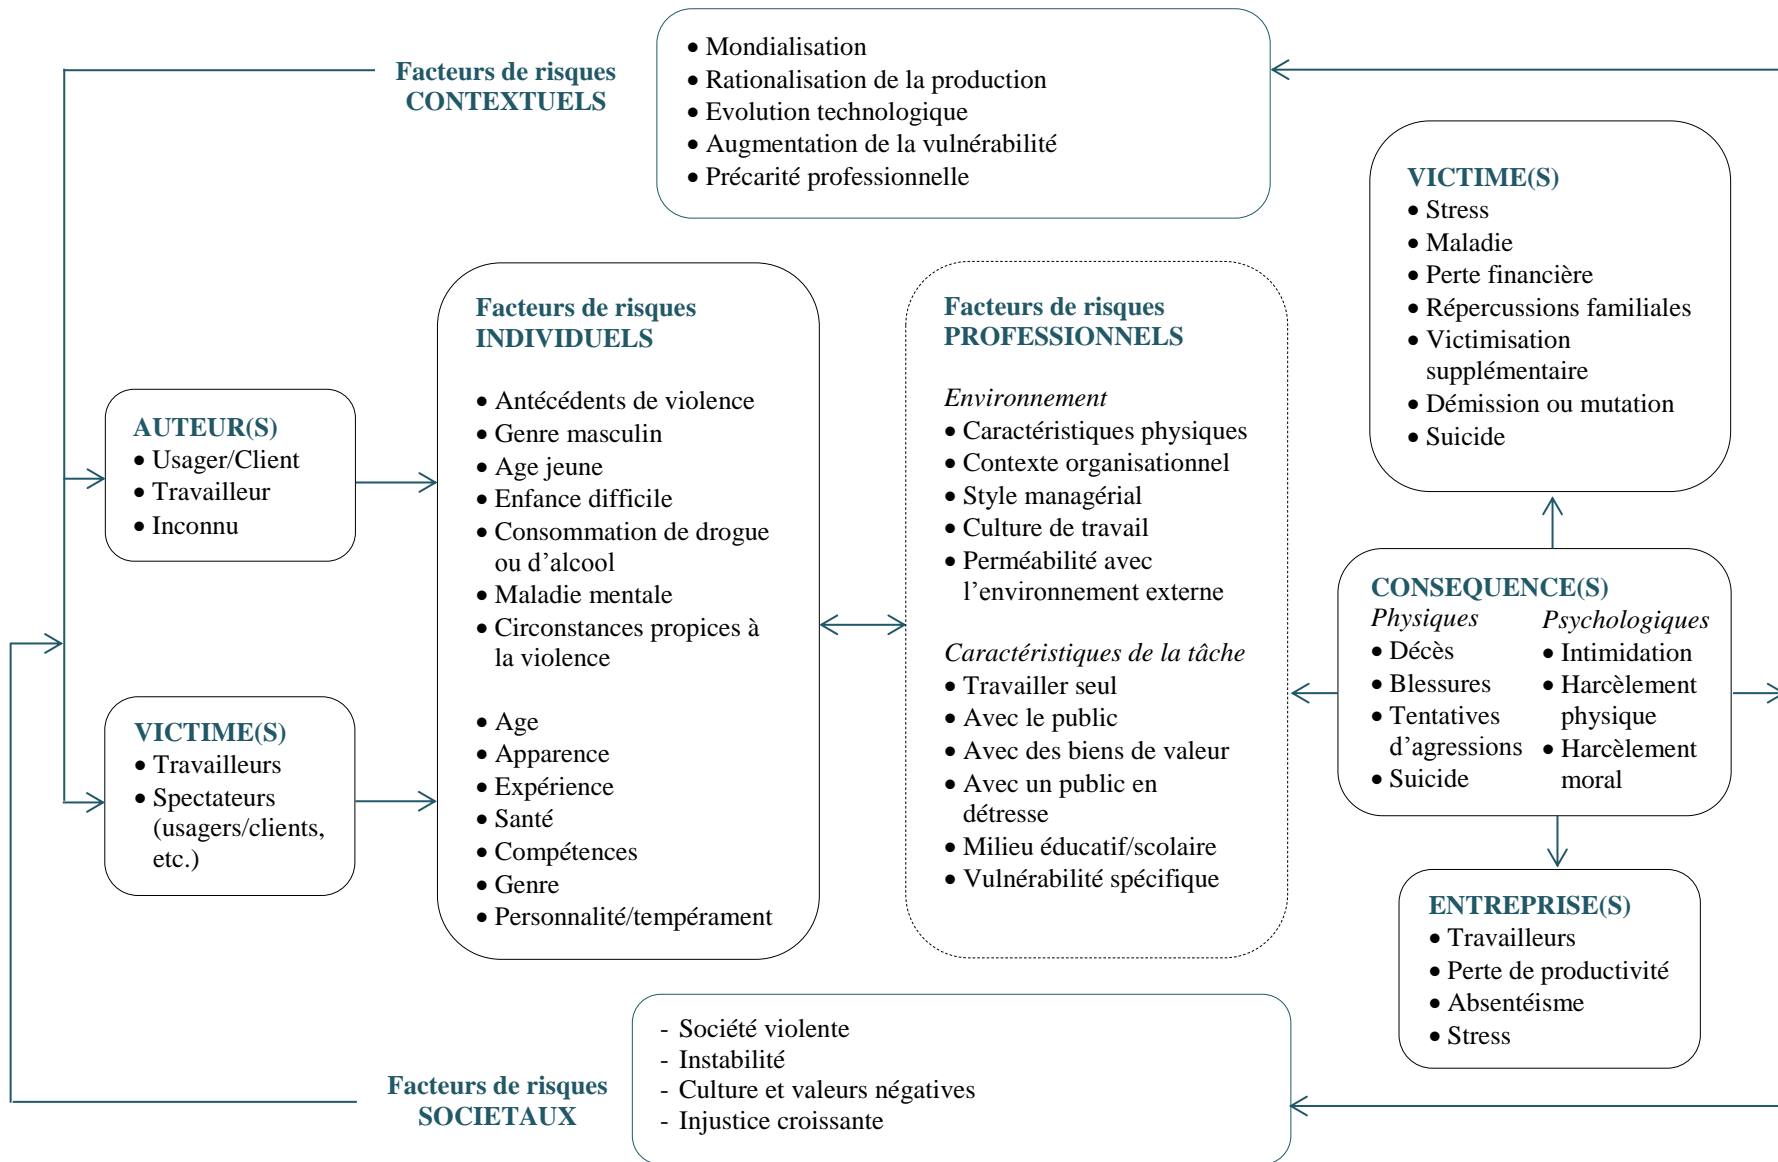 Facteurs de risques
CONTEXTUELS
• Mondialisation
• Rationalisation de la production
• Evolution technologique
• Augmentation de la vulnérabilité
• Précarité professionnelle
AUTEUR(S)
• Usager/Client
• Travailleur
• Inconnu
VICTIME(S)
• Travailleurs
• Spectateurs
(usagers/clients,
etc.)
Facteurs de risques
INDIVIDUELS
• Antécédents de violence
• Genre masculin
• Age jeune
• Enfance difficile
• Consommation de drogue
ou d’alcool
• Maladie mentale
• Circonstances propices à
la violence
• Age
• Apparence
• Expérience
• Santé
• Compétences
• Genre
• Personnalité/tempérament
Facteurs de risques
PROFESSIONNELS
Environnement
• Caractéristiques physiques
• Contexte organisationnel
• Style managérial
• Culture de travail
• Perméabilité avec
l’environnement externe
Caractéristiques de la tâche
• Travailler seul
• Avec le public
• Avec des biens de valeur
• Avec un public en
détresse
• Milieu éducatif/scolaire
• Vulnérabilité spécifique
VICTIME(S)
• Stress
• Maladie
• Perte financière
• Répercussions familiales
• Victimisation
supplémentaire
• Démission ou mutation
• Suicide
CONSEQUENCE(S)
Physiques
• Décès
• Blessures
• Tentatives
d’agressions
• Suicide
Psychologiques
• Intimidation
• Harcèlement
physique
• Harcèlement
moral
ENTREPRISE(S)
• Travailleurs
• Perte de productivité
• Absentéisme
• Stress
Facteurs de risques
SOCIETAUX
- Société violente
- Instabilité
- Culture et valeurs négatives
- Injustice croissante